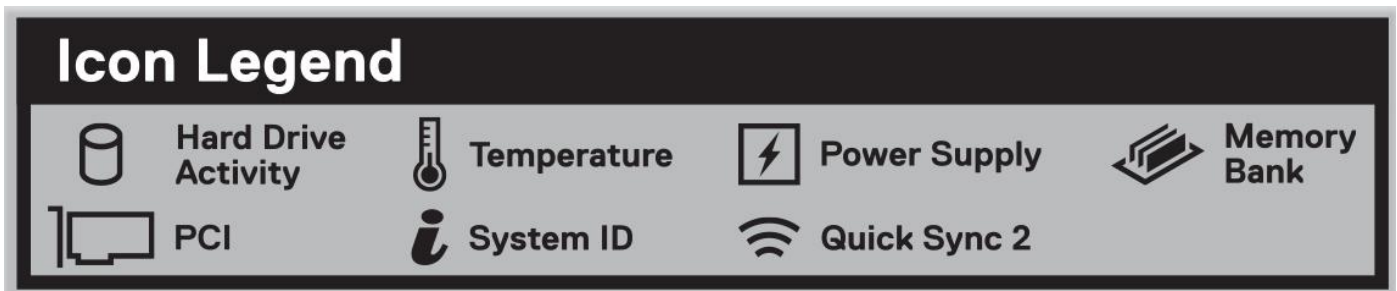 Icon Legend
Hard Drive
Activity
Temperature
Power Supply
Memory
Bank
PCI
System ID
Quick Sync 2